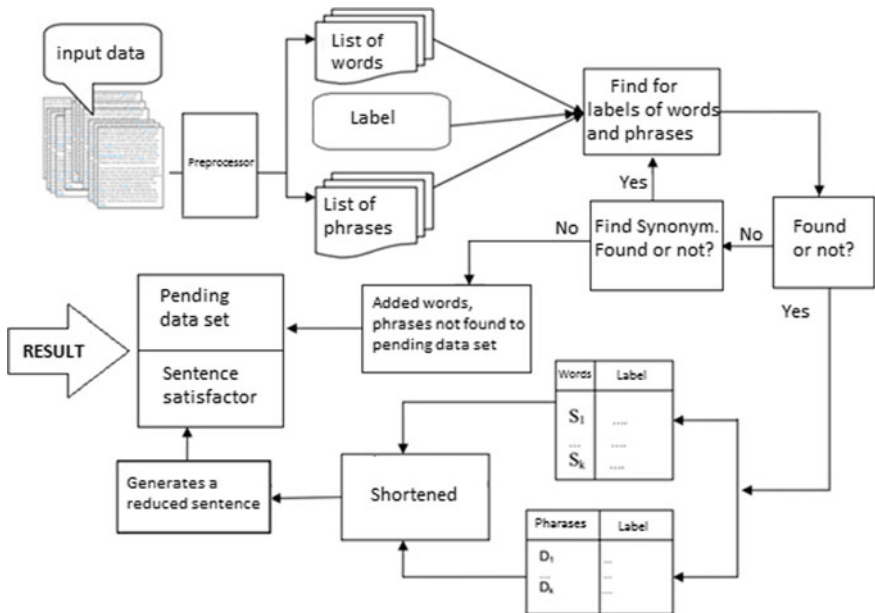 input data
Preprocessor
List of
words
Label
List of
phrases
Find for
labels of words
and phrases
Yes
Find Synonym.
Found or not?
No
Found
or not?
No
Yes
Added words,
phrases not found to
pending data set
Pending
data set
Sentence
satisfactor
RESULT
Generates a
reduced sentence
Shortened
Words Label
S1 ....
... ....
Sk ....
Pharases Label
D1 ...
.... ...
Dk ...